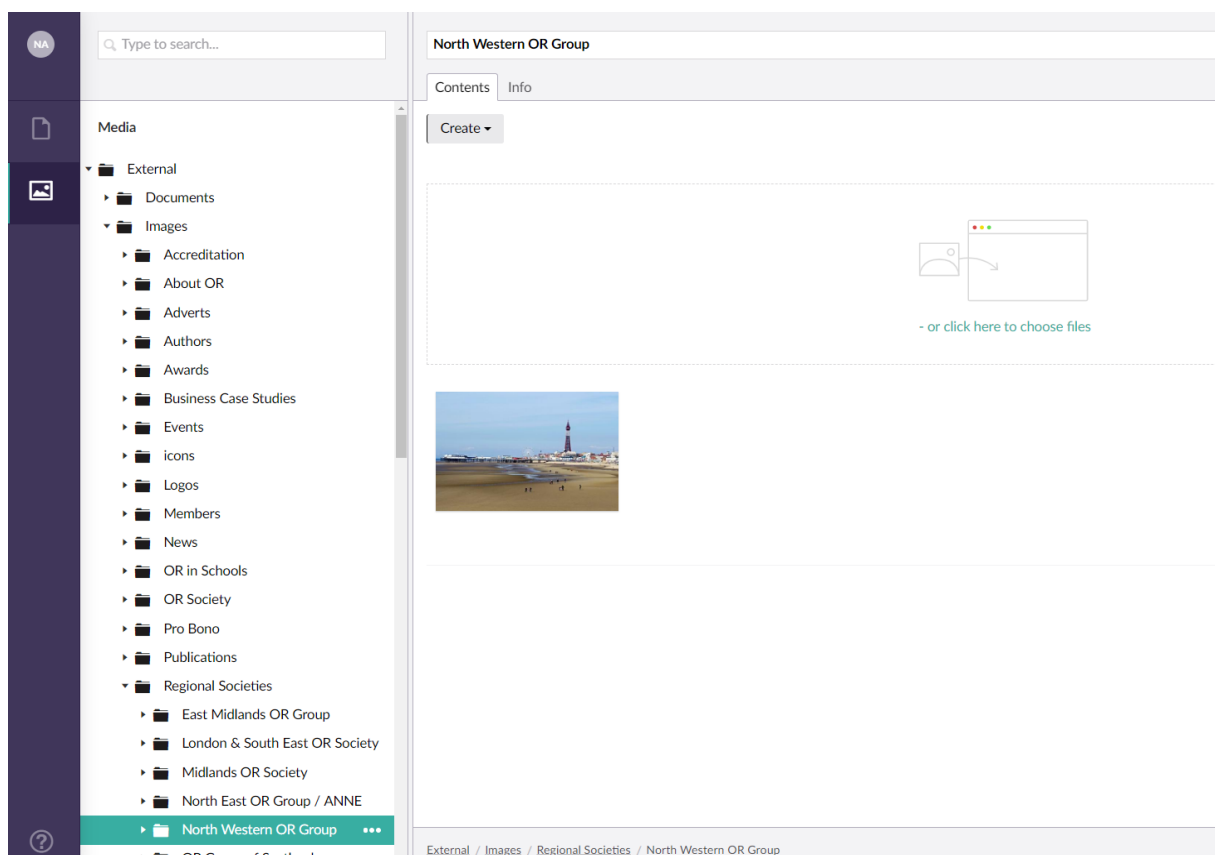 NA
Type to search...
Media
External
Documents
Images
Accreditation
About OR
Adverts
Authors
Awards
Business Case Studies
Events
icons
Logos
Members
News
OR in Schools
OR Society
Pro Bono
Publications
Regional Societies
East Midlands OR Group
London & South East OR Society
Midlands OR Society
North East OR Group / ANNE
North Western OR Group
North Western OR Group
Contents Info
Create
- or click here to choose files
External / Images / Regional Societies / North Western OR Group